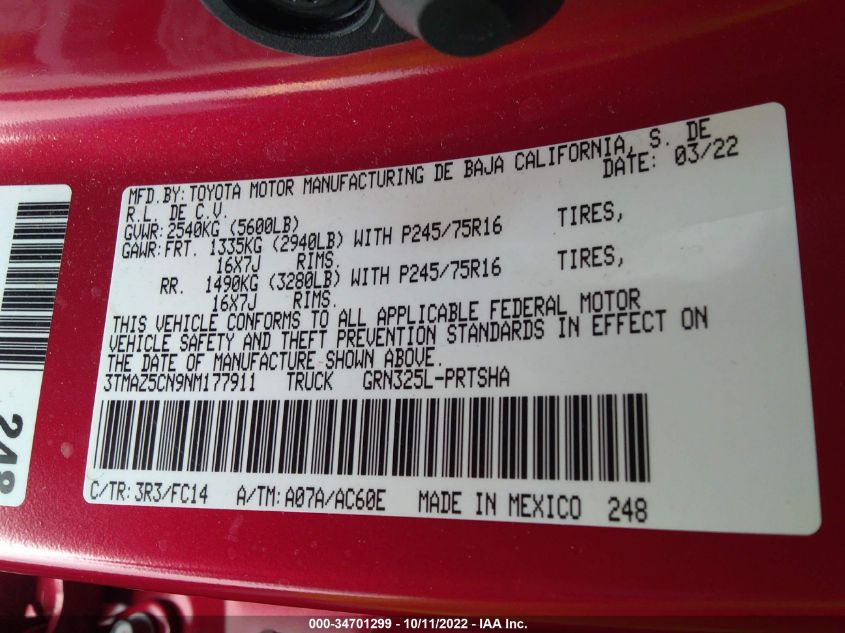 MFD.BY:TOYOTA MOTOR MANUFACTURING DE BAJA CALIFORNIA, S. DE
R.L. DE C.V. DATE: 03/22
GVWR:2540KG (5600LB)
GAWR:FRT. 1335KG (2940LB) WITH P245/75R16 TIRES,
16X7J RIMS.
RR. 1490KG (3280LB) WITH P245/75R16 TIRES,
16X7J RIMS.
THIS VEHICLE CONFORMS TO ALL APPLICABLE FEDERAL MOTOR
VEHICLE SAFETY AND THEFT PREVENTION STANDARDS IN EFFECT ON
THE DATE OF MANUFACTURE SHOWN ABOVE.
3TMAZ5CN9NM177911 TRUCK GRN325L-PRTSHA
C/TR:3R3/FC14 A/TM:A07A/AC60E MADE IN MEXICO 248
248
000-34701299 - 10/11/2022 - IAA Inc.